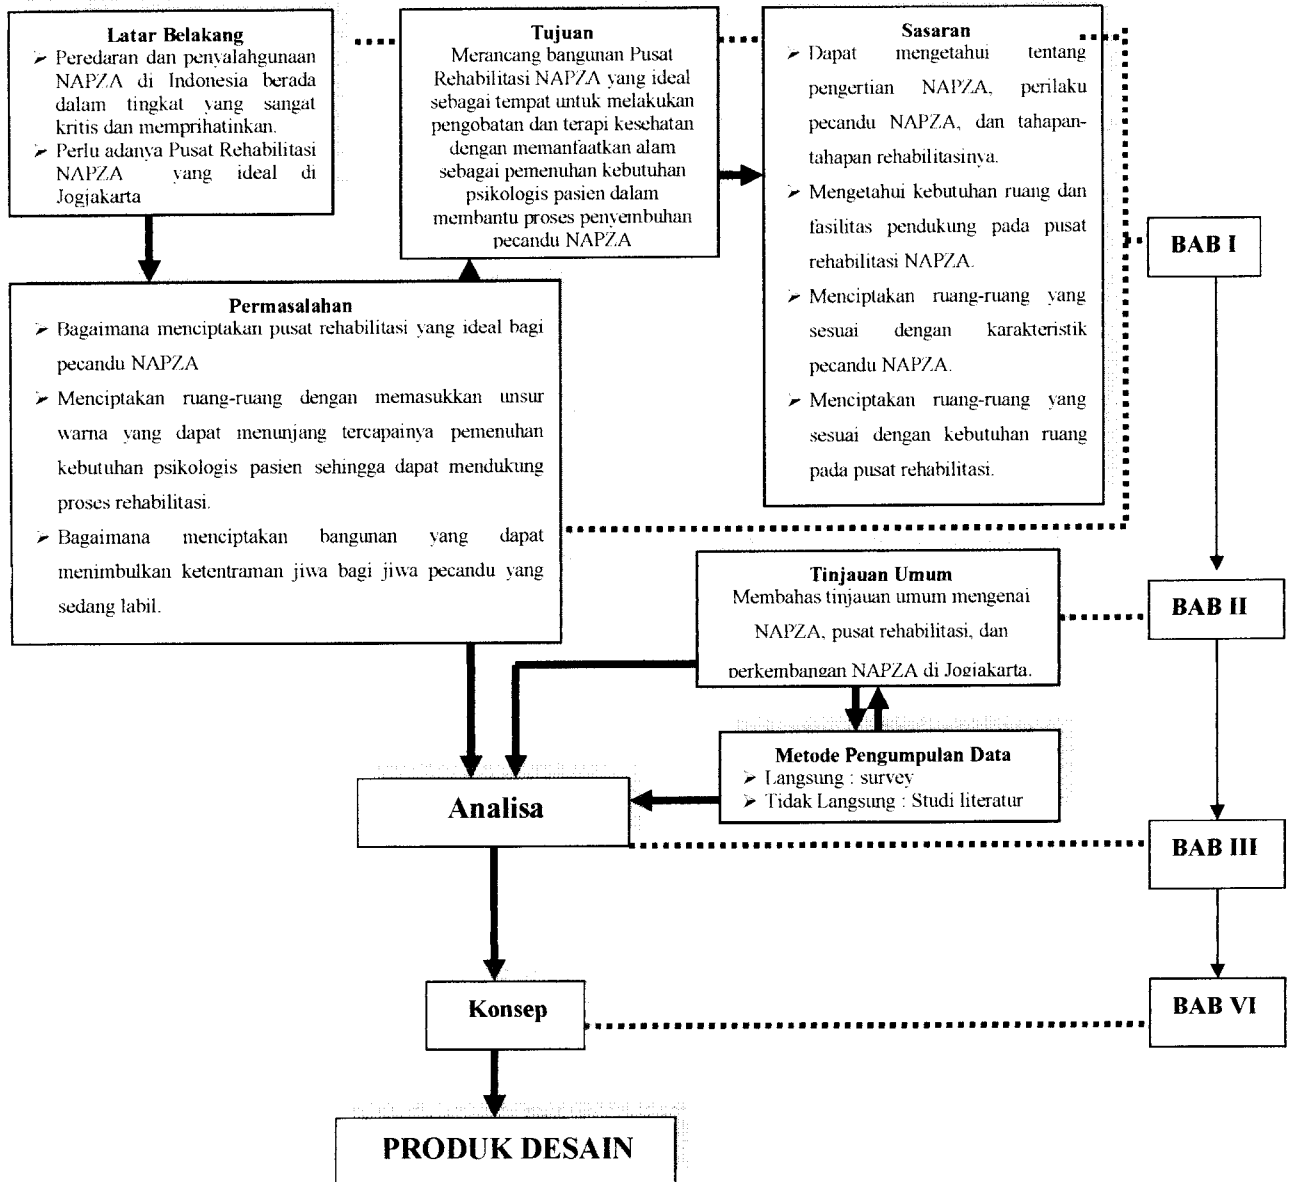 Latar Belakang
➢ Peredaran dan penyalahgunaan
NAPZA di Indonesia berada
dalam tingkat yang sangat
kritis dan memprihatinkan.
➢ Perlu adanya Pusat Rehabilitasi
NAPZA yang ideal di
Jogjakarta
Tujuan
Merancang bangunan Pusat
Rehabilitasi NAPZA yang ideal
sebagai tempat untuk melakukan
pengobatan dan terapi kesehatan
dengan memanfaatkan alam
sebagai pemenuhan kebutuhan
psikologis pasien dalam
membantu proses penyembuhan
pecandu NAPZA
Sasaran
➢ Dapat mengetahui tentang
pengertian NAPZA, perilaku
pecandu NAPZA, dan tahapan-
tahapan rehabilitasinya.
➢ Mengetahui kebutuhan ruang dan
fasilitas pendukung pada pusat
rehabilitasi NAPZA.
➢ Menciptakan ruang-ruang yang
sesuai dengan karakteristik
pecandu NAPZA.
➢ Menciptakan ruang-ruang yang
sesuai dengan kebutuhan ruang
pada pusat rehabilitasi.
BAB I
Permasalahan
➢ Bagaimana menciptakan pusat rehabilitasi yang ideal bagi
pecandu NAPZA
➢ Menciptakan ruang-ruang dengan memasukkan unsur
warna yang dapat menunjang tercapainya pemenuhan
kebutuhan psikologis pasien sehingga dapat mendukung
proses rehabilitasi.
➢ Bagaimana menciptakan bangunan yang dapat
menimbulkan ketentraman jiwa bagi jiwa pecandu yang
sedang labil.
Tinjauan Umum
Membahas tinjauan umum mengenai
NAPZA, pusat rehabilitasi, dan
perkembangan NAPZA di Jogjakarta.
BAB II
Metode Pengumpulan Data
➢ Langsung : survey
➢ Tidak Langsung : Studi literatur
Analisa
BAB III
Konsep
BAB VI
PRODUK DESAIN